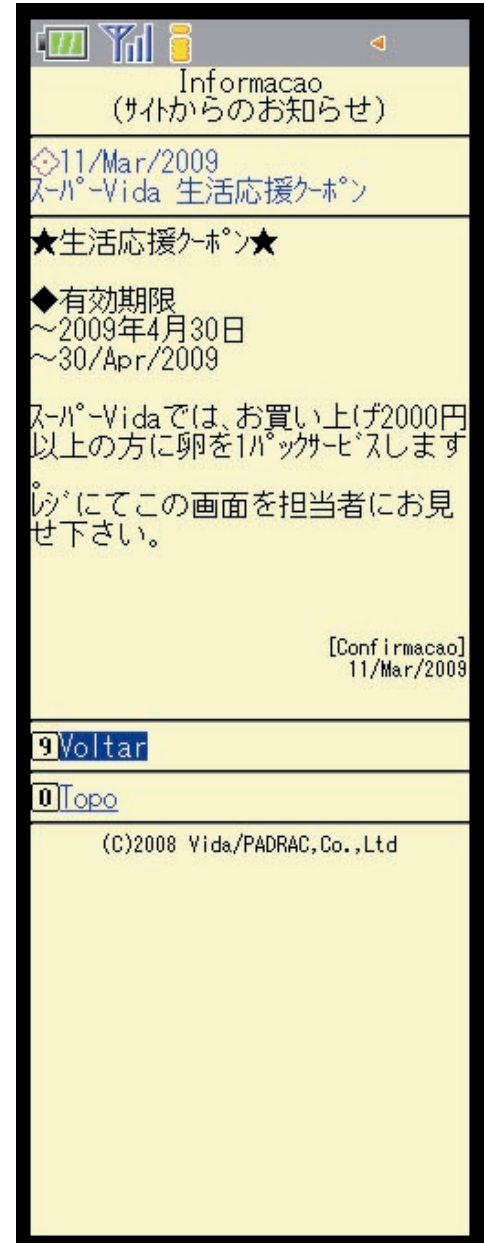 Informacao
(ｻｲﾄからのお知らせ)
11/Mar/2009
ｽｰﾊﾟｰVida 生活応援ｸｰﾎﾟﾝ
★生活応援ｸｰﾎﾟﾝ★
◆有効期限
～2009年4月30日
～30/Apr/2009
ｽｰﾊﾟｰVidaでは､お買い上げ2000円
以上の方に卵を1ﾊﾟｯｸｻｰﾋﾞｽします
。
ﾚｼﾞにてこの画面を担当者にお見
せ下さい。
[Confirmacao]
11/Mar/2009
9Voltar
0Topo
(C)2008 Vida/PADRAC,Co.,Ltd